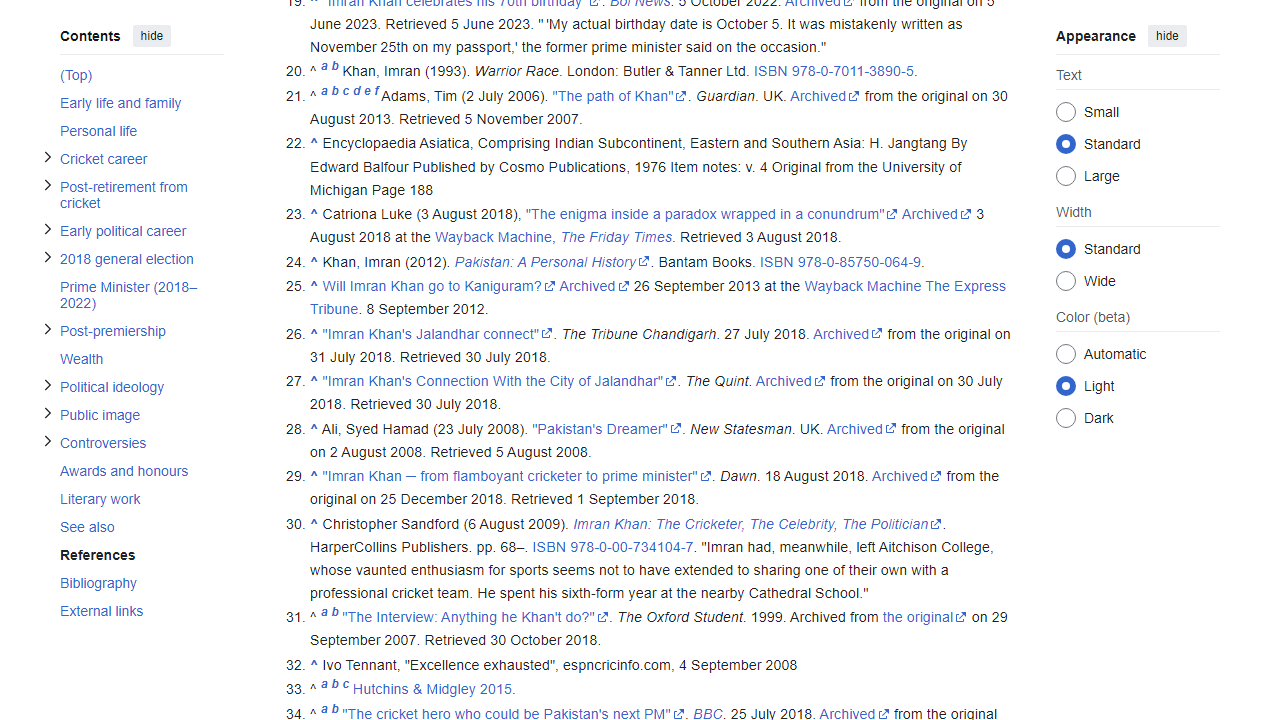 Contents hide
(Top)
Early life and family
Personal life
Cricket career
Post-retirement from
cricket
Early political career
2018 general election
Prime Minister (2018–
2022)
Post-premiership
Wealth
Political ideology
Public image
Controversies
Awards and honours
Literary work
See also
References
Bibliography
External links
19. ^ "Imran Khan celebrates his 70th birthday". Bol News. 5 October 2022. Archived from the original on 5
June 2023. Retrieved 5 June 2023. "'My actual birthday date is October 5. It was mistakenly written as
November 25th on my passport,' the former prime minister said on the occasion."
20. ^ a b Khan, Imran (1993). Warrior Race. London: Butler & Tanner Ltd. ISBN 978-0-7011-3890-5.
21. ^ a b c d e f Adams, Tim (2 July 2006). "The path of Khan". Guardian. UK. Archived from the original on 30
August 2013. Retrieved 5 November 2007.
22. ^ Encyclopaedia Asiatica, Comprising Indian Subcontinent, Eastern and Southern Asia: H. Jangtang By
Edward Balfour Published by Cosmo Publications, 1976 Item notes: v. 4 Original from the University of
Michigan Page 188
23. ^ Catriona Luke (3 August 2018), "The enigma inside a paradox wrapped in a conundrum" Archived 3
August 2018 at the Wayback Machine, The Friday Times. Retrieved 3 August 2018.
24. ^ Khan, Imran (2012). Pakistan: A Personal History. Bantam Books. ISBN 978-0-85750-064-9.
25. ^ Will Imran Khan go to Kaniguram? Archived 26 September 2013 at the Wayback Machine The Express
Tribune. 8 September 2012.
26. ^ "Imran Khan's Jalandhar connect". The Tribune Chandigarh. 27 July 2018. Archived from the original on
31 July 2018. Retrieved 30 July 2018.
27. ^ "Imran Khan's Connection With the City of Jalandhar". The Quint. Archived from the original on 30 July
2018. Retrieved 30 July 2018.
28. ^ Ali, Syed Hamad (23 July 2008). "Pakistan's Dreamer". New Statesman. UK. Archived from the original
on 2 August 2008. Retrieved 5 August 2008.
29. ^ "Imran Khan — from flamboyant cricketer to prime minister". Dawn. 18 August 2018. Archived from the
original on 25 December 2018. Retrieved 1 September 2018.
30. ^ Christopher Sandford (6 August 2009). Imran Khan: The Cricketer, The Celebrity, The Politician.
HarperCollins Publishers. pp. 68–. ISBN 978-0-00-734104-7. "Imran had, meanwhile, left Aitchison College,
whose vaunted enthusiasm for sports seems not to have extended to sharing one of their own with a
professional cricket team. He spent his sixth-form year at the nearby Cathedral School."
31. ^ a b "The Interview: Anything he Khan't do?". The Oxford Student. 1999. Archived from the original on 29
September 2007. Retrieved 30 October 2018.
32. ^ Ivo Tennant, "Excellence exhausted", espncricinfo.com, 4 September 2008
33. ^ a b c Hutchins & Midgley 2015.
34. ^ a b "The cricket hero who could be Pakistan's next PM". BBC. 25 July 2018. Archived from the original
Appearance hide
Text
Small
Standard
Large
Width
Standard
Wide
Color (beta)
Automatic
Light
Dark